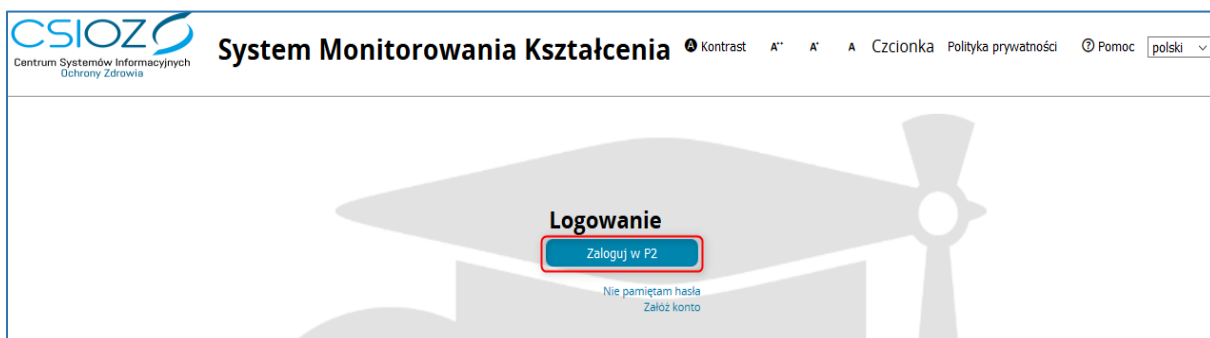 CSIOZ
Centrum Systemów Informacyjnych
Ochrony Zdrowia
System Monitorowania Kształcenia
A Kontrast A++ A+ A Czcionka Polityka prywatności ? Pomoc polski
Logowanie
Zaloguj w P2
Nie pamiętam hasła
Załóż konto